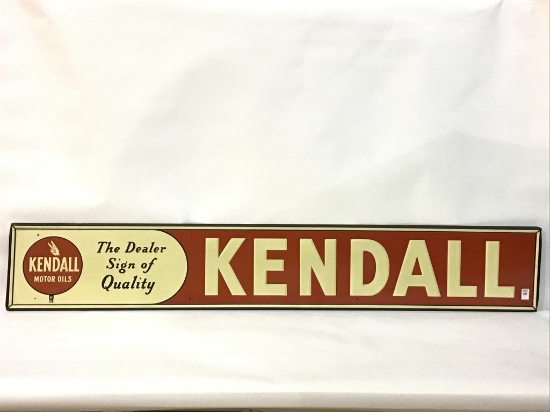 KENDALL
MOTOR OILS
The Dealer
Sign of
Quality
KENDALL